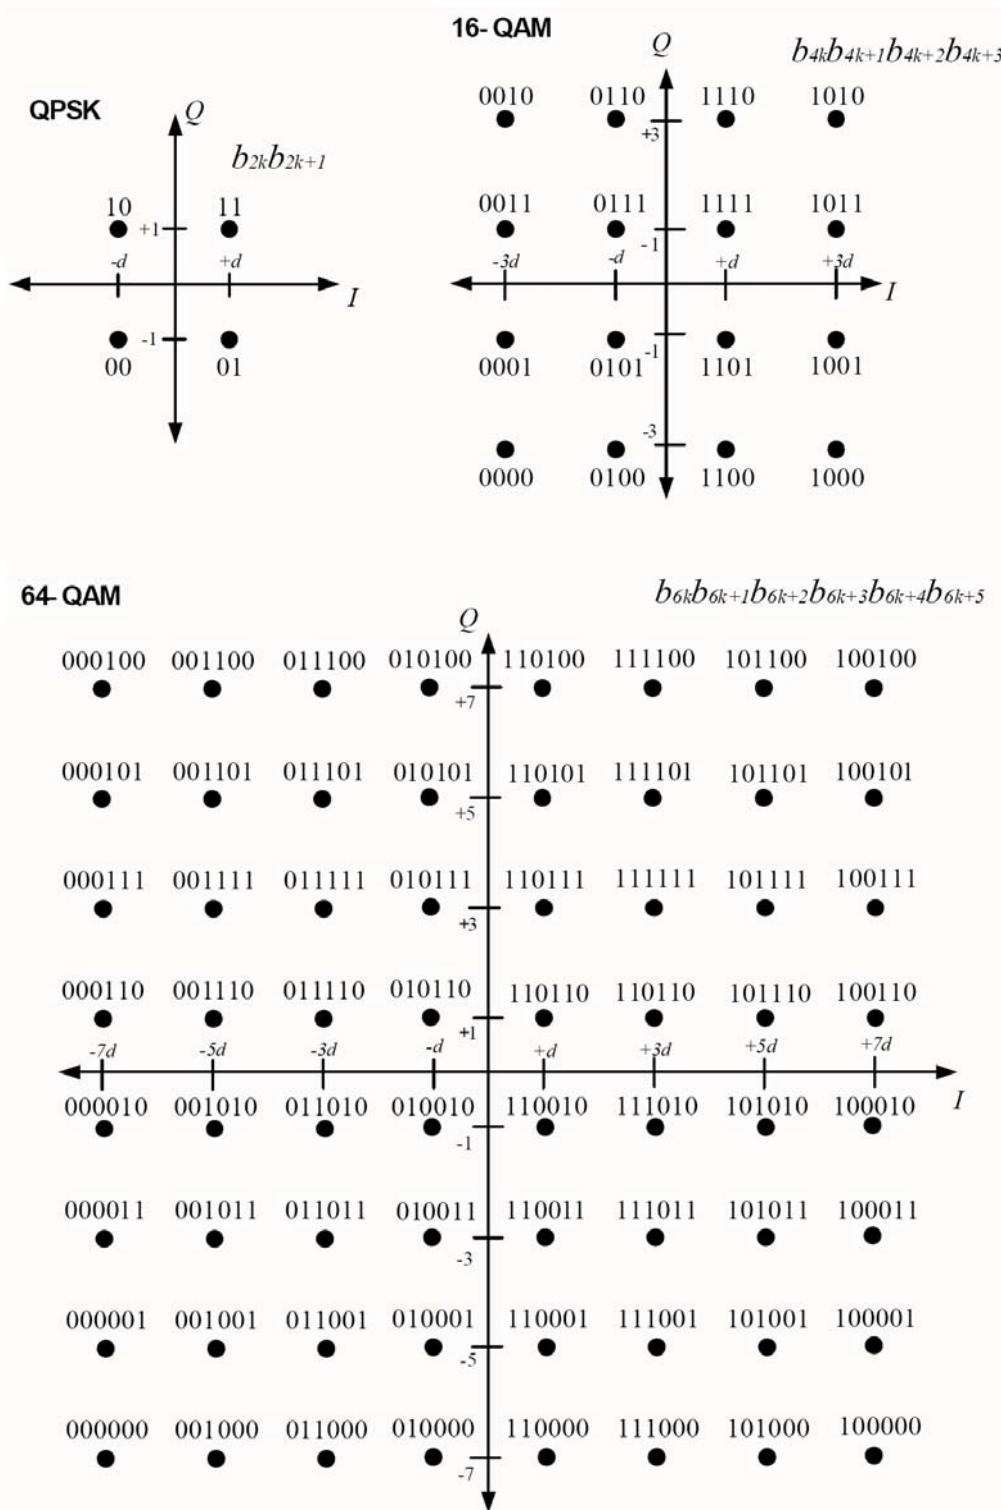 16- QAM
Q
b4kb4k+1b4k+2b4k+3
0010 0110 1110 1010
+3
0011 0111 1111 1011
-1
-3d -d +d +3d
I
-1
0001 0101 1101 1001
-3
0000 0100 1100 1000
QPSK
Q
b2kb2k+1
10 11
+1
-d +d
I
-1
00 01
64- QAM
b6kb6k+1b6k+2b6k+3b6k+4b6k+5
Q
000100 001100 011100 010100 110100 111100 101100 100100
+7
000101 001101 011101 010101 110101 111101 101101 100101
+5
000111 001111 011111 010111 110111 111111 101111 100111
+3
000110 001110 011110 010110 110110 110110 101110 100110
+1
-7d -5d -3d -d +d +3d +5d +7d
I
000010 001010 011010 010010 110010 111010 101010 100010
-1
000011 001011 011011 010011 110011 111011 101011 100011
-3
000001 001001 011001 010001 110001 111001 101001 100001
-5
000000 001000 011000 010000 110000 111000 101000 100000
-7